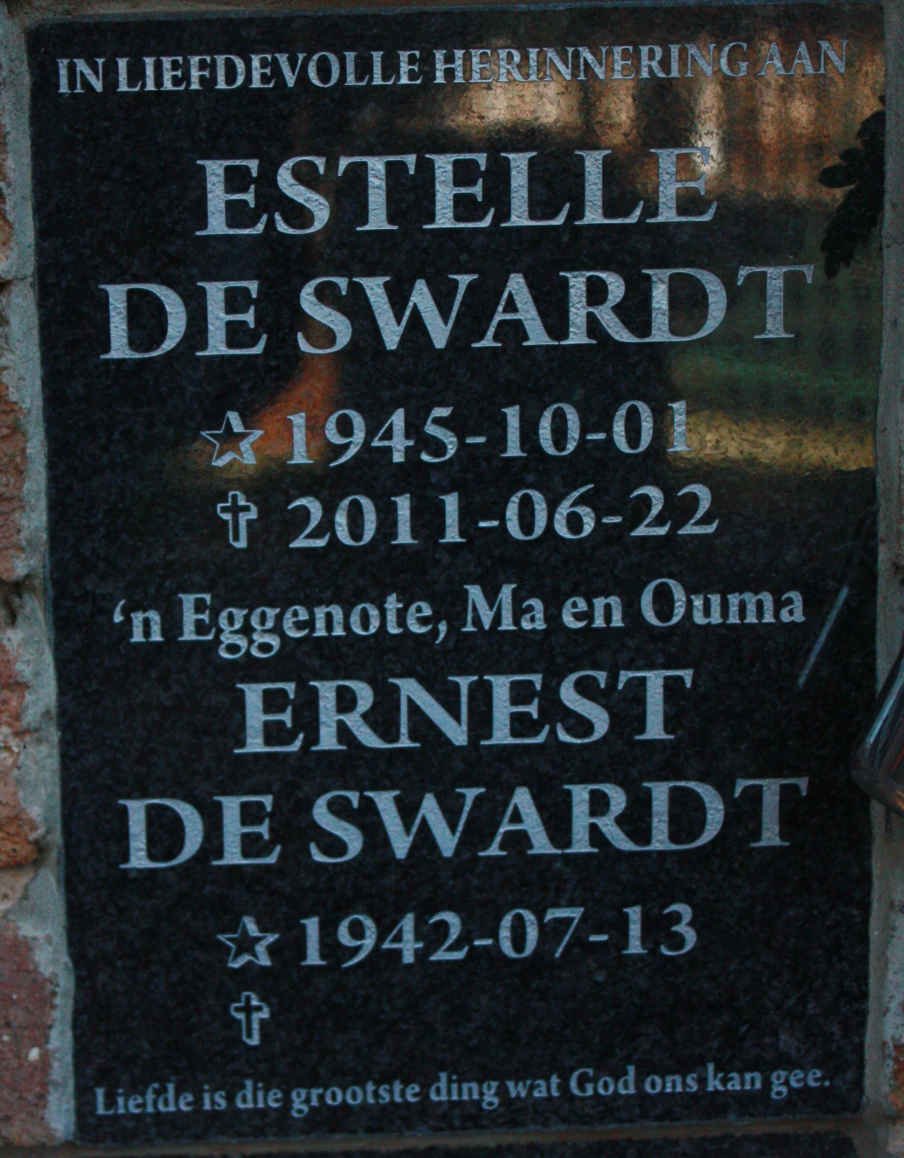 IN LIEFDEVOLLE HERINNERING AAN
ESTELLE
DE SWARDT
☆ 1945-10-01
✝ 2011-06-22
‘n Eggenote, Ma en Ouma
ERNEST
DE SWARDT
☆ 1942-07-13
✝
Liefde is die grootste ding wat God ons kan gee.